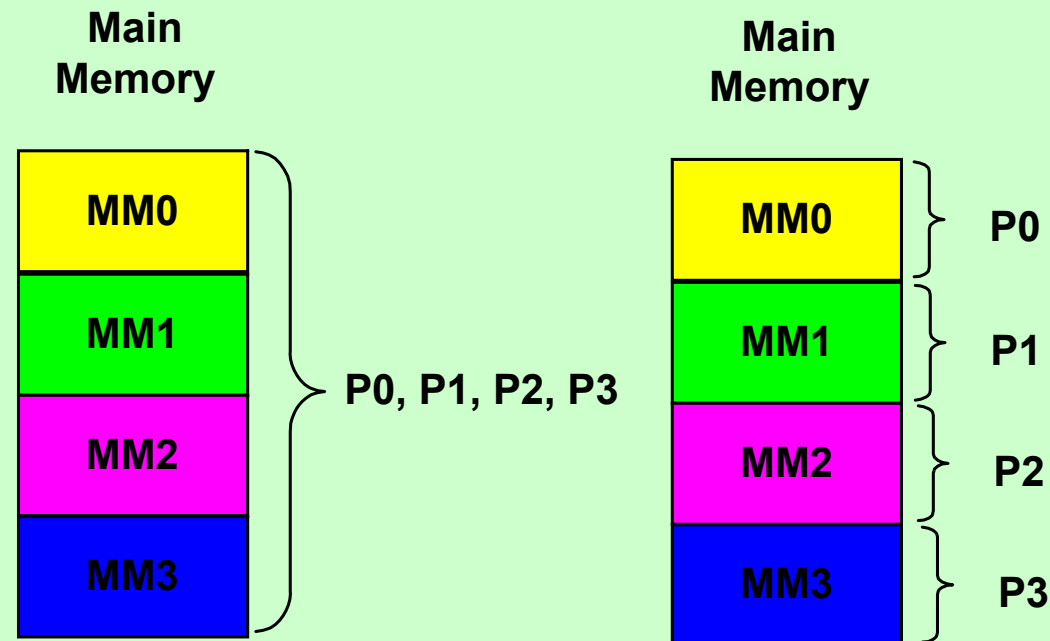 Main
Memory
MM0
MM1
MM2
MM3
P0, P1, P2, P3
Main
Memory
MM0
P0
MM1
P1
MM2
P2
MM3
P3